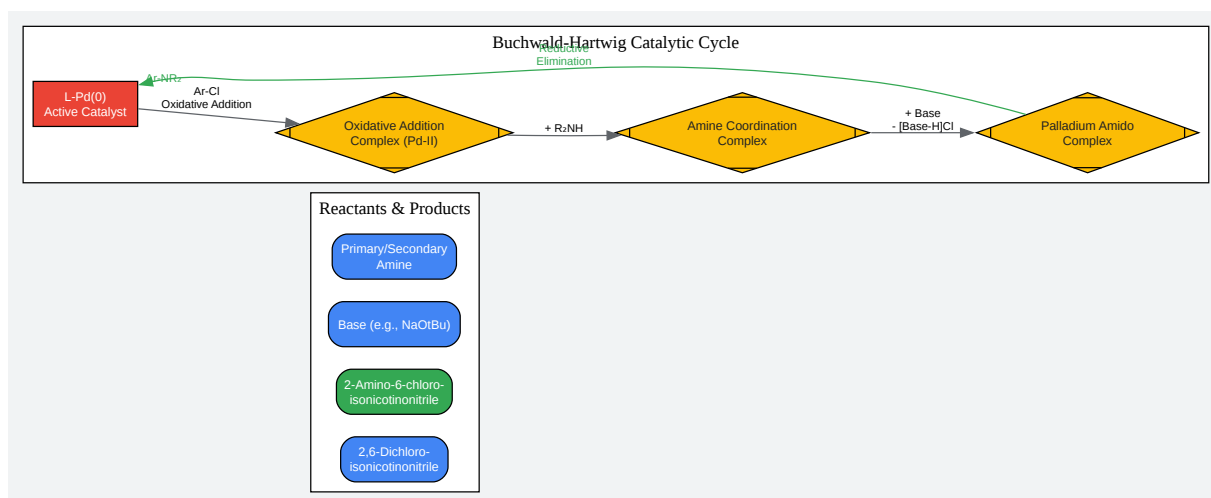 Buchwald-Hartwig Catalytic Cycle
Reductive
Elimination
Ar-NR₂
L-Pd(0)
Active Catalyst
Ar-Cl
Oxidative Addition
Oxidative Addition
Complex (Pd-II)
+ R₂NH
Amine Coordination
Complex
+ Base
- [Base-H]Cl
Palladium Amido
Complex
Reactants & Products
Primary/Secondary
Amine
Base (e.g., NaOtBu)
2-Amino-6-chloro-
isonicotinonitrile
2,6-Dichloro-
isonicotinonitrile